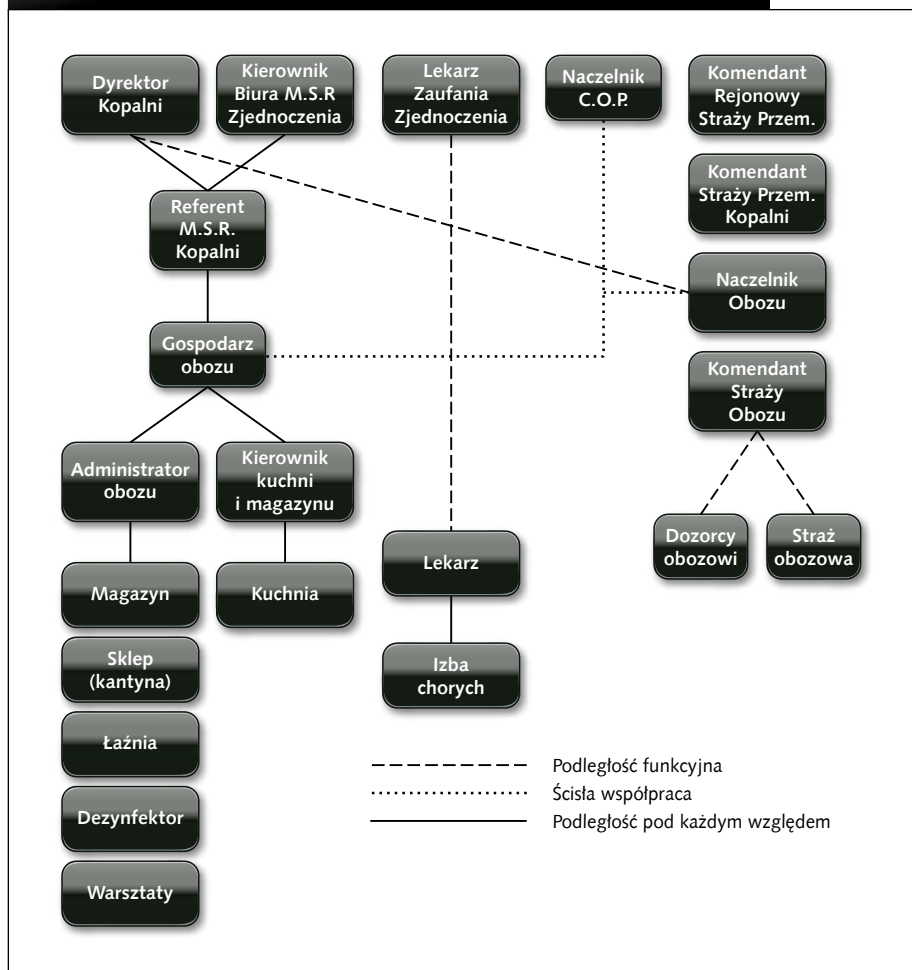 Dyrektor
Kopalni
Kierownik
Biura M.S.R
Zjednoczenia
Lekarz
Zaufania
Zjednoczenia
Naczelnik
C.O.P.
Komendant
Rejonowy
Straży Przem.
Komendant
Straży Przem.
Kopalni
Referent
M.S.R.
Kopalni
Naczelnik
Obozu
Gospodarz
obozu
Komendant
Straży
Obozu
Administrator
obozu
Kierownik
kuchni
i magazynu
Dozorcy
obozowi
Straż
obozowa
Magazyn
Kuchnia
Lekarz
Sklep
(kantyna)
Izba
chorych
Łaźnia
Dezynfektor
Warsztaty
Podległość funkcyjna
Ścisła współpraca
Podległość pod każdym względem